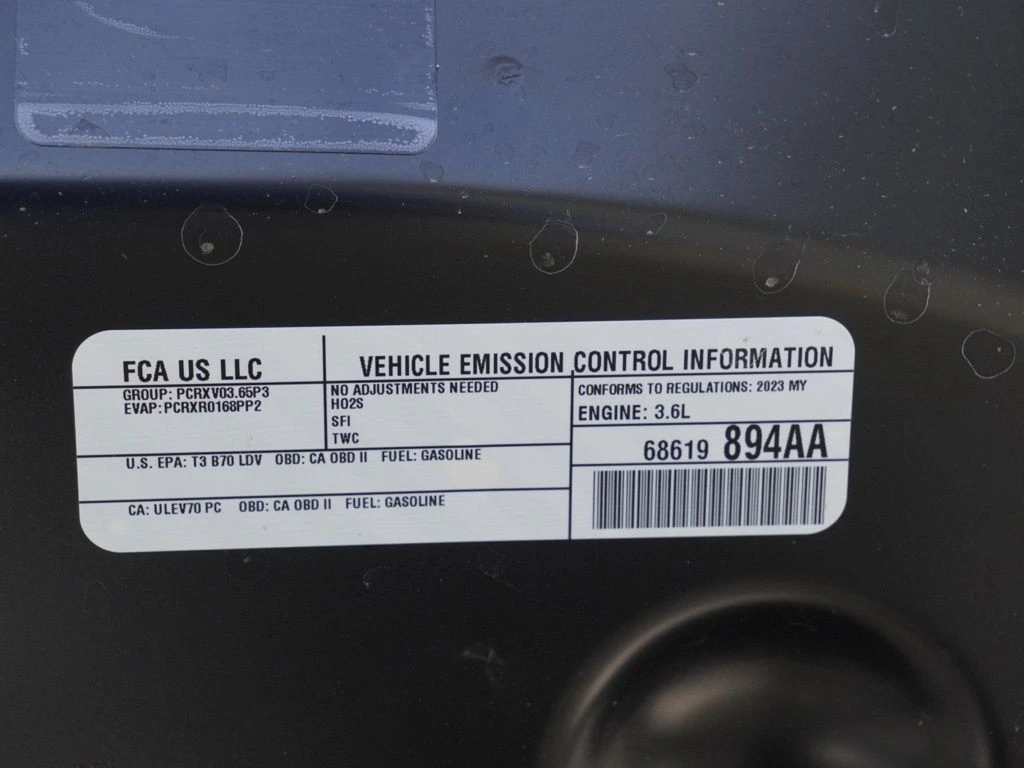 FCA US LLC
VEHICLE EMISSION CONTROL INFORMATION
GROUP: PCRXV03.65P3
EVAP: PCRXR0168PP2
NO ADJUSTMENTS NEEDED
HO2S
SFI
TWC
CONFORMS TO REGULATIONS: 2023 MY
ENGINE: 3.6L
68619 894AA
U.S. EPA: T3 B70 LDV OBD: CA OBD II FUEL: GASOLINE
CA: ULEV70 PC OBD: CA OBD II FUEL: GASOLINE